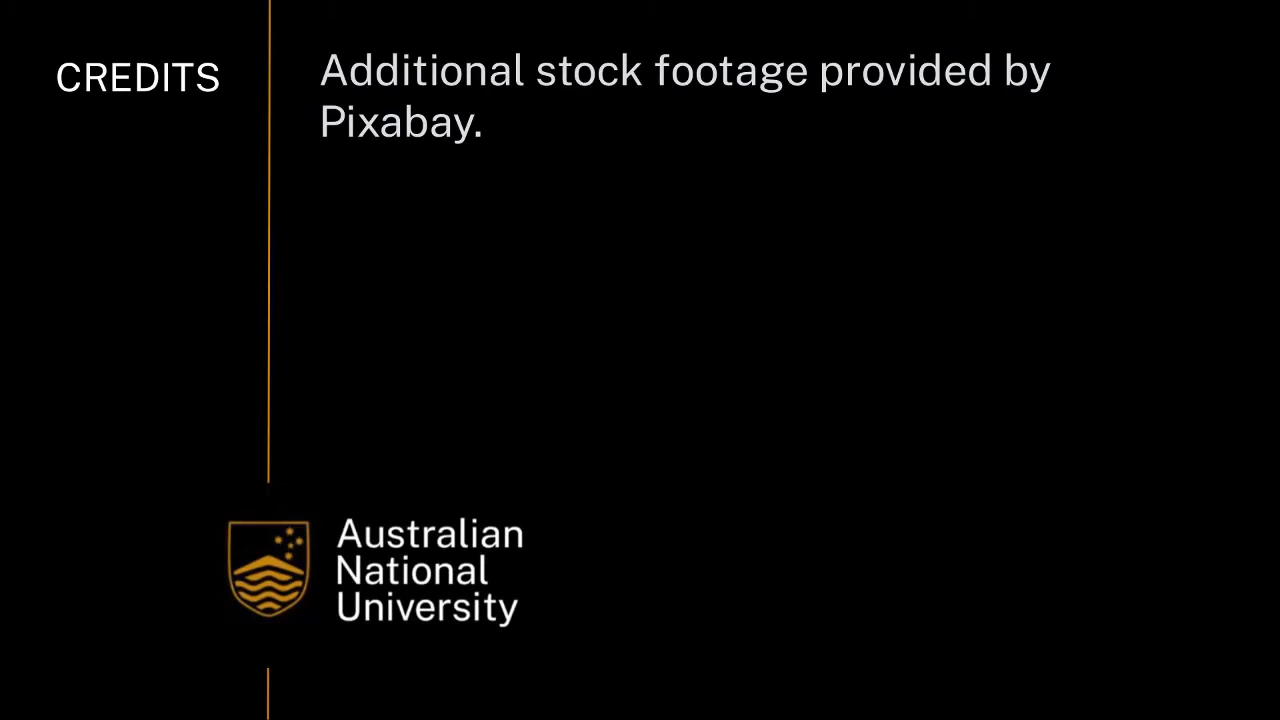 CREDITS
Additional stock footage provided by
Pixabay.
Australian
National
University